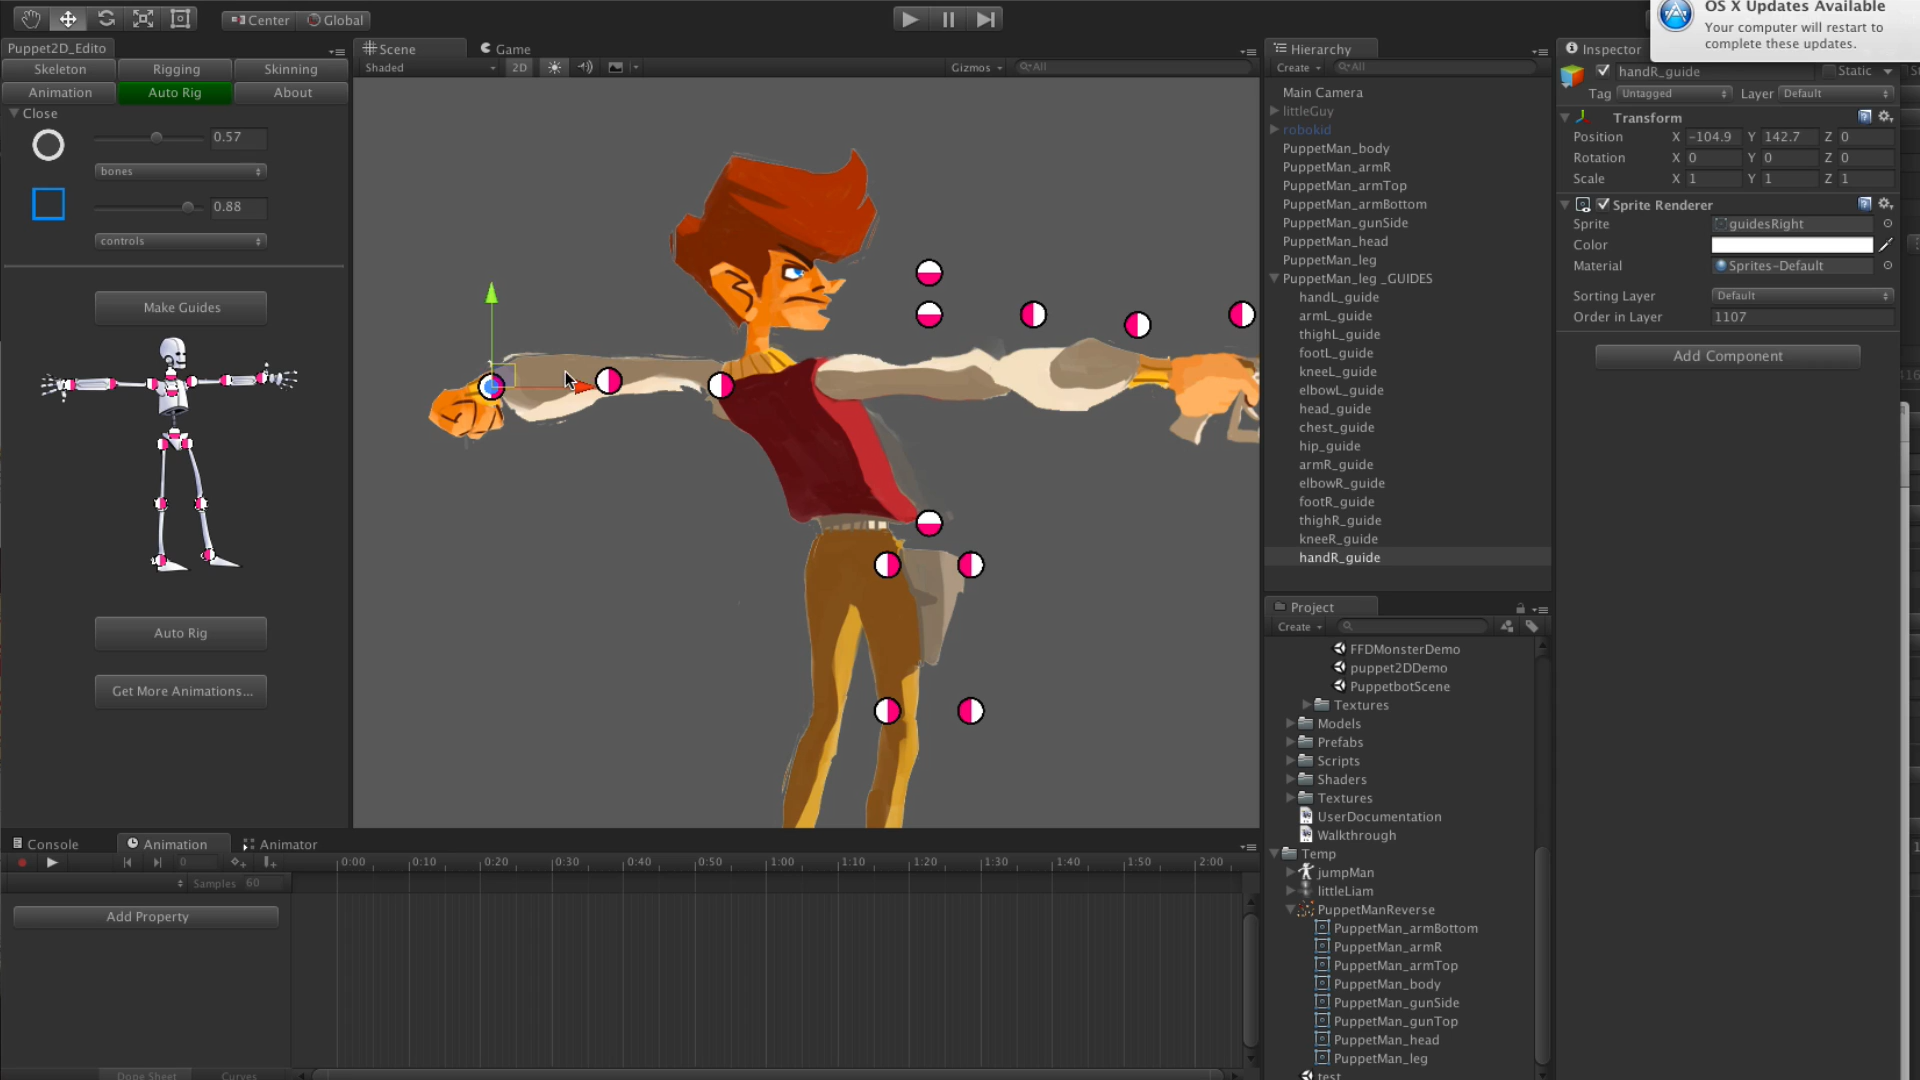 Center Global
OS X Updates Available
Your computer will restart to
complete these updates.
Puppet2D_Edito
Skeleton Rigging Skinning
Animation Auto Rig About
Close
0.57
bones
0.88
controls
Make Guides
Auto Rig
Get More Animations...
Scene Game
Shaded 2D Gizmos All
Hierarchy
Create All
Main Camera
littleGuy
robokid
PuppetMan_body
PuppetMan_armR
PuppetMan_armTop
PuppetMan_armBottom
PuppetMan_gunSide
PuppetMan_head
PuppetMan_leg
PuppetMan_leg _GUIDES
handL_guide
armL_guide
thighL_guide
footL_guide
kneeL_guide
elbowL_guide
head_guide
chest_guide
hip_guide
armR_guide
elbowR_guide
footR_guide
thighR_guide
kneeR_guide
handR_guide
Inspector
handR_guide Static
Tag Untagged Layer Default
Transform
Position X -104.9 Y 142.7 Z 0
Rotation X 0 Y 0 Z 0
Scale X 1 Y 1 Z 1
Sprite Renderer
Sprite guidesRight
Color
Material Sprites-Default
Sorting Layer Default
Order in Layer 1107
Add Component
Project
Create
FFDMonsterDemo
puppet2DDemo
PuppetbotScene
Textures
Models
Prefabs
Scripts
Shaders
Textures
UserDocumentation
Walkthrough
Temp
jumpMan
littleLiam
PuppetManReverse
PuppetMan_armBottom
PuppetMan_armR
PuppetMan_armTop
PuppetMan_body
PuppetMan_gunSide
PuppetMan_gunTop
PuppetMan_head
PuppetMan_leg
test
Console Animation Animator
0 0:00 0:10 0:20 0:30 0:40 0:50 1:00 1:10 1:20 1:30 1:40 1:50 2:00
Samples 60
Add Property
Dope Sheet Curves